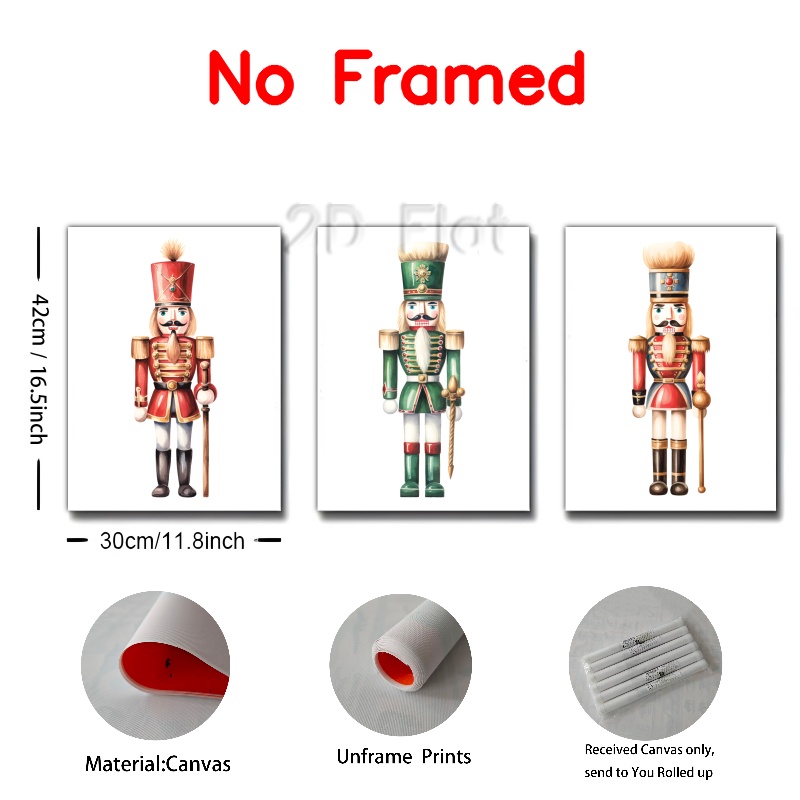 No Framed
2D Flat
42cm / 16.5inch
30cm/11.8inch
Material:Canvas
Unframe Prints
Received Canvas only,
send to You Rolled up